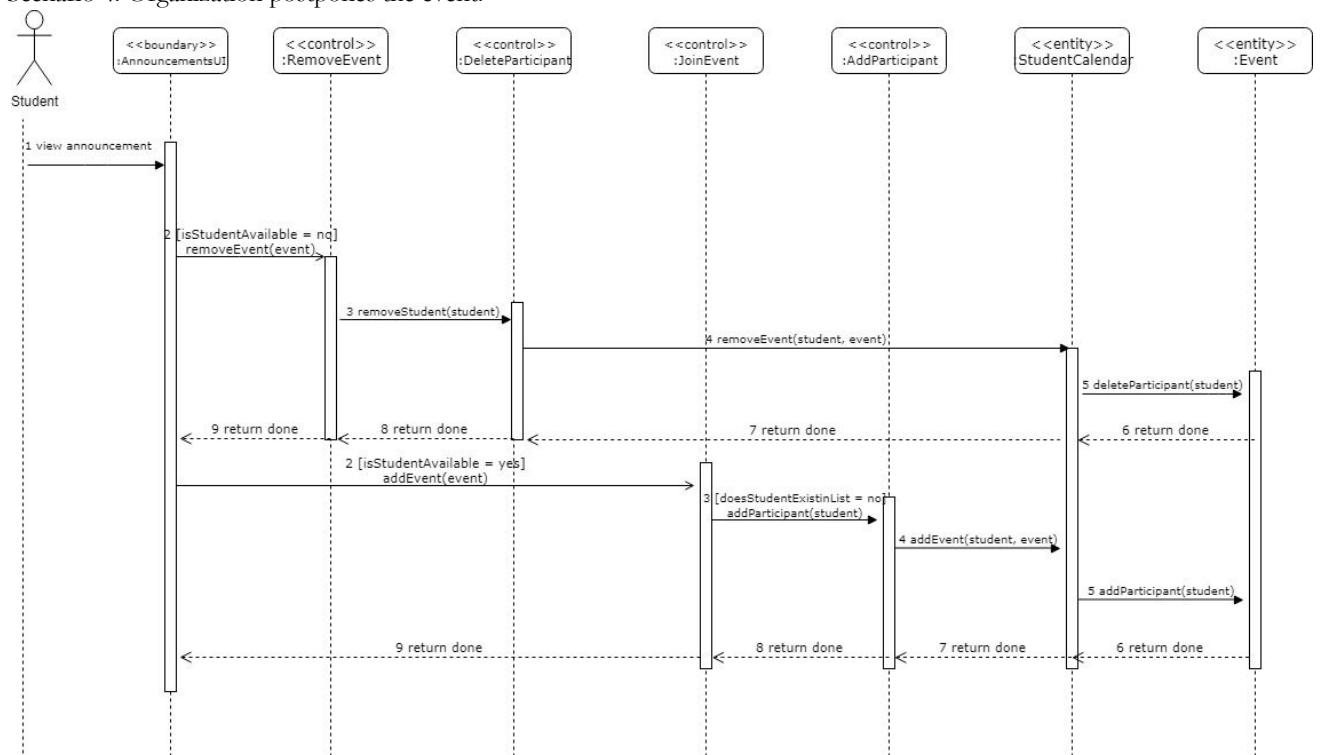 Scenario 4: Organization postpones the event.
<<boundary>>
:AnnouncementsUI
<<control>>
:RemoveEvent
<<control>>
:DeleteParticipant
<<control>>
:JoinEvent
<<control>>
:AddParticipant
<<entity>>
:StudentCalendar
<<entity>>
:Event
Student
1 view announcement
2 [isStudentAvailable = no]
removeEvent(event)
3 removeStudent(student)
4 removeEvent(student, event)
5 deleteParticipant(student)
9 return done
8 return done
7 return done
6 return done
2 [isStudentAvailable = yes]
addEvent(event)
3 [doesStudentExistinList = no]
addParticipant(student)
4 addEvent(student, event)
5 addParticipant(student)
9 return done
8 return done
7 return done
6 return done